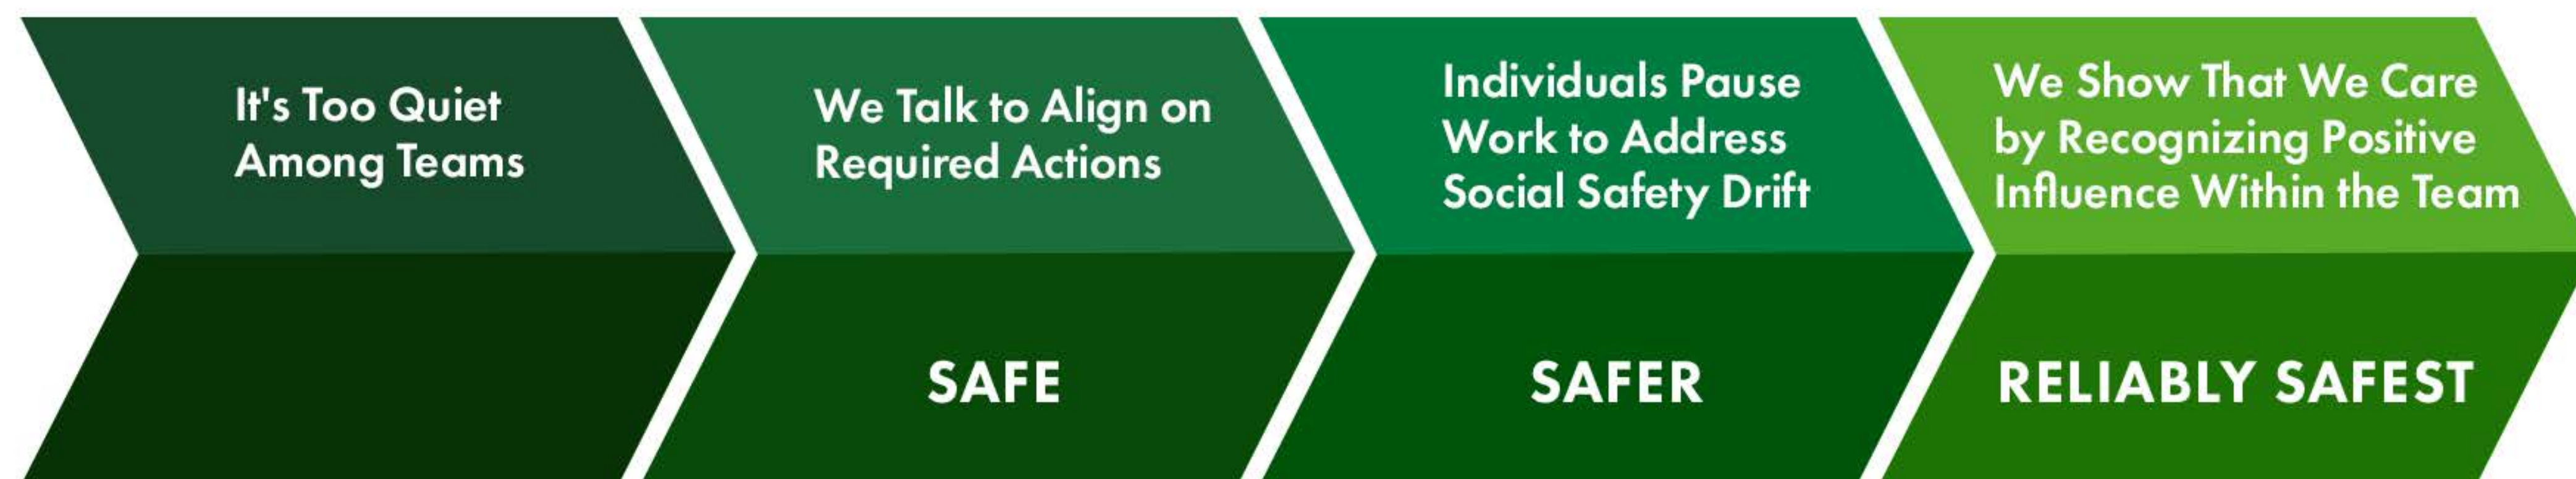 It's Too Quiet
Among Teams
We Talk to Align on
Required Actions
SAFE
Individuals Pause
Work to Address
Social Safety Drift
SAFER
We Show That We Care
by Recognizing Positive
Influence Within the Team
RELIABLY SAFEST